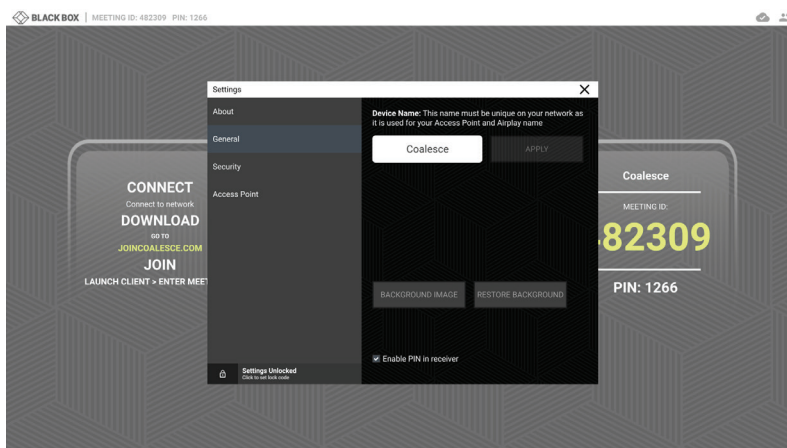 BLACK BOX | MEETING ID: 482309 PIN: 1266
Settings
About
General
Security
Access Point
Settings Unlocked
Click to set lock code
Device Name: This name must be unique on your network as
it is used for your Access Point and Airplay name
Coalesce
APPLY
BACKGROUND IMAGE
RESTORE BACKGROUND
Enable PIN in receiver
CONNECT
Connect to network
DOWNLOAD
GO TO
JOINCOALESCE.COM
JOIN
LAUNCH CLIENT > ENTER MEET
Coalesce
MEETING ID:
482309
PIN: 1266